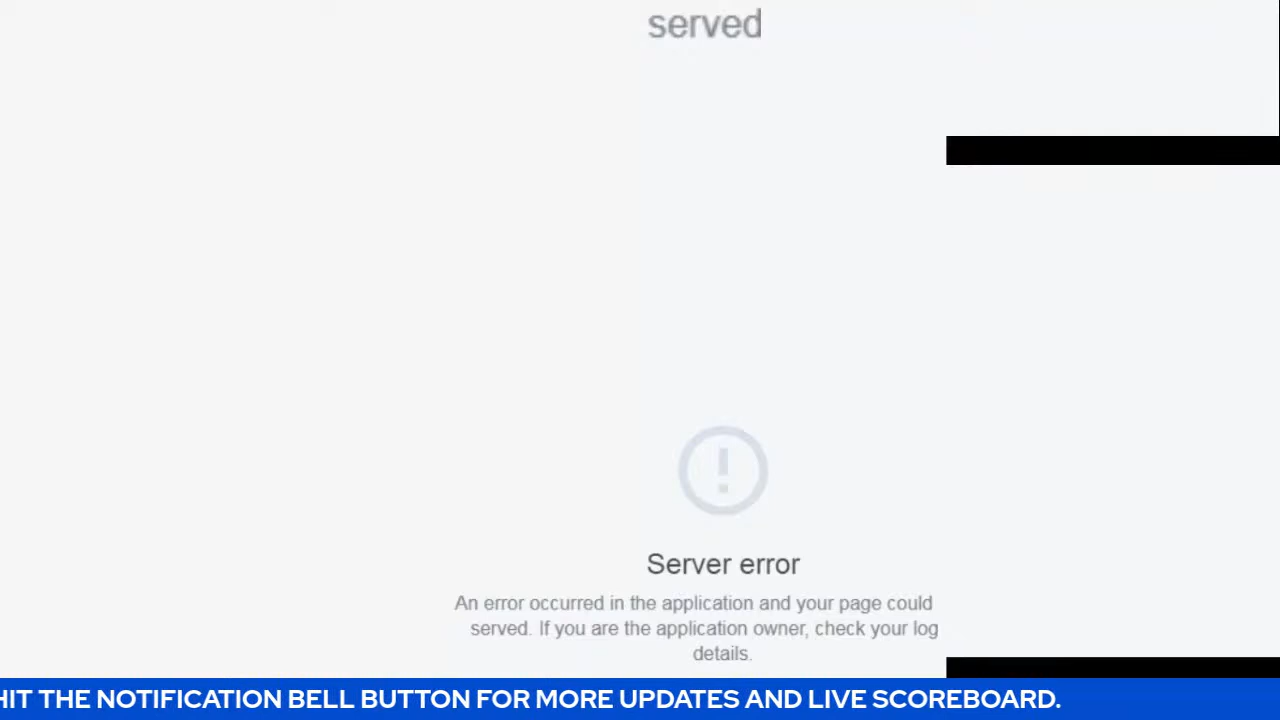 served
Server error
An error occurred in the application and your page could
served. If you are the application owner, check your log
details.
HIT THE NOTIFICATION BELL BUTTON FOR MORE UPDATES AND LIVE SCOREBOARD.